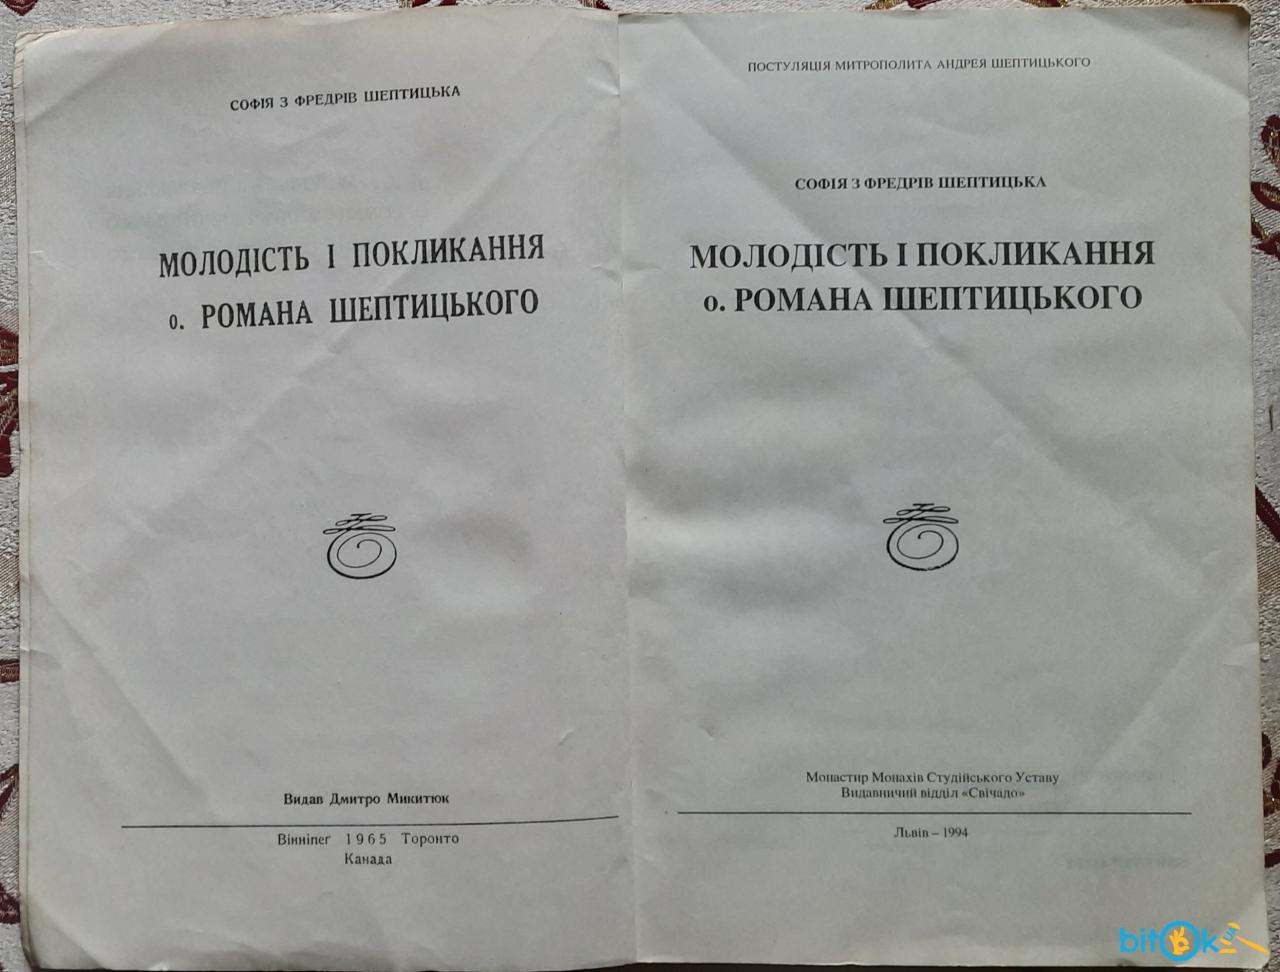 СОФІЯ З ФРЕДРІВ ШЕПТИЦЬКА
МОЛОДІСТЬ І ПОКЛИКАННЯ
о. РОМАНА ШЕПТИЦЬКОГО
Видав Дмитро Микитюк
Вінніпеґ 1965 Торонто
Канада
ПОСТУЛЯЦІЯ МИТРОПОЛИТА АНДРЕЯ ШЕПТИЦЬКОГО
СОФІЯ З ФРЕДРІВ ШЕПТИЦЬКА
МОЛОДІСТЬ І ПОКЛИКАННЯ
о. РОМАНА ШЕПТИЦЬКОГО
Монастир Монахів Студійського Уставу
Видавничий відділ «Свічадо»
Львів – 1994
bitOk